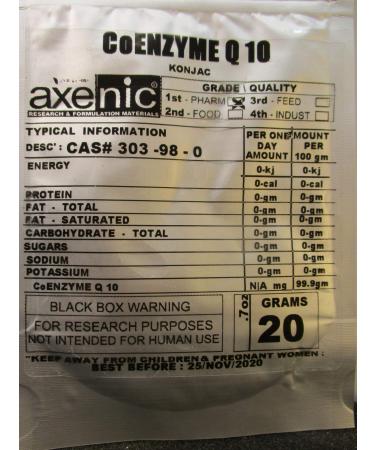 CoENZYME Q 10
KONJAC
axenic®
RESEARCH & FORMULATION MATERIALS
GRADE \ QUALITY
1st - PHARM 3rd - FEED
2nd - FOOD 4th - INDUST
TYPICAL INFORMATION
DESC': CAS# 303 -98 - 0
PER ONE DAY AMOUNT
AMOUNT PER 100 gm
ENERGY 0-kj 0-kj
0-cal 0-cal
PROTEIN 0-gm 0-gm
FAT - TOTAL 0-gm 0-gm
FAT - SATURATED 0-gm 0-gm
CARBOHYDRATE - TOTAL 0-gm 0-gm
SUGARS 0-gm 0-gm
SODIUM 0-gm 0-gm
POTASSIUM 0-gm 0-gm
CoENZYME Q 10 N\A mg 99.9gm
BLACK BOX WARNING
FOR RESEARCH PURPOSES
NOT INTENDED FOR HUMAN USE
.7oz
GRAMS
20
"KEEP AWAY FROM CHILDREN & PREGNANT WOMEN :
BEST BEFORE : 25/NOV/2020